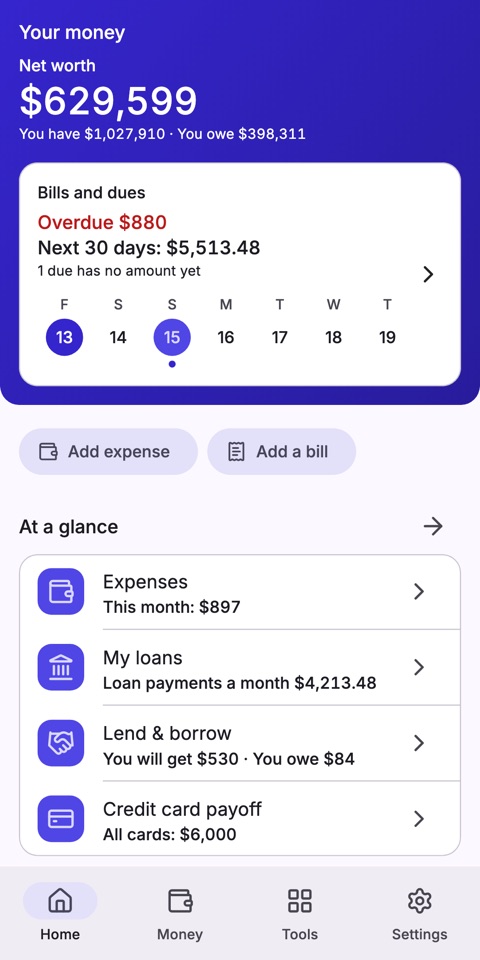 Your money
Net worth
$629,599
You have $1,027,910 · You owe $398,311
Bills and dues
Overdue $880
Next 30 days: $5,513.48
1 due has no amount yet
F S S M T W T
13 14 15 16 17 18 19
Add expense Add a bill
At a glance
Expenses
This month: $897
My loans
Loan payments a month $4,213.48
Lend & borrow
You will get $530 · You owe $84
Credit card payoff
All cards: $6,000
Home Money Tools Settings